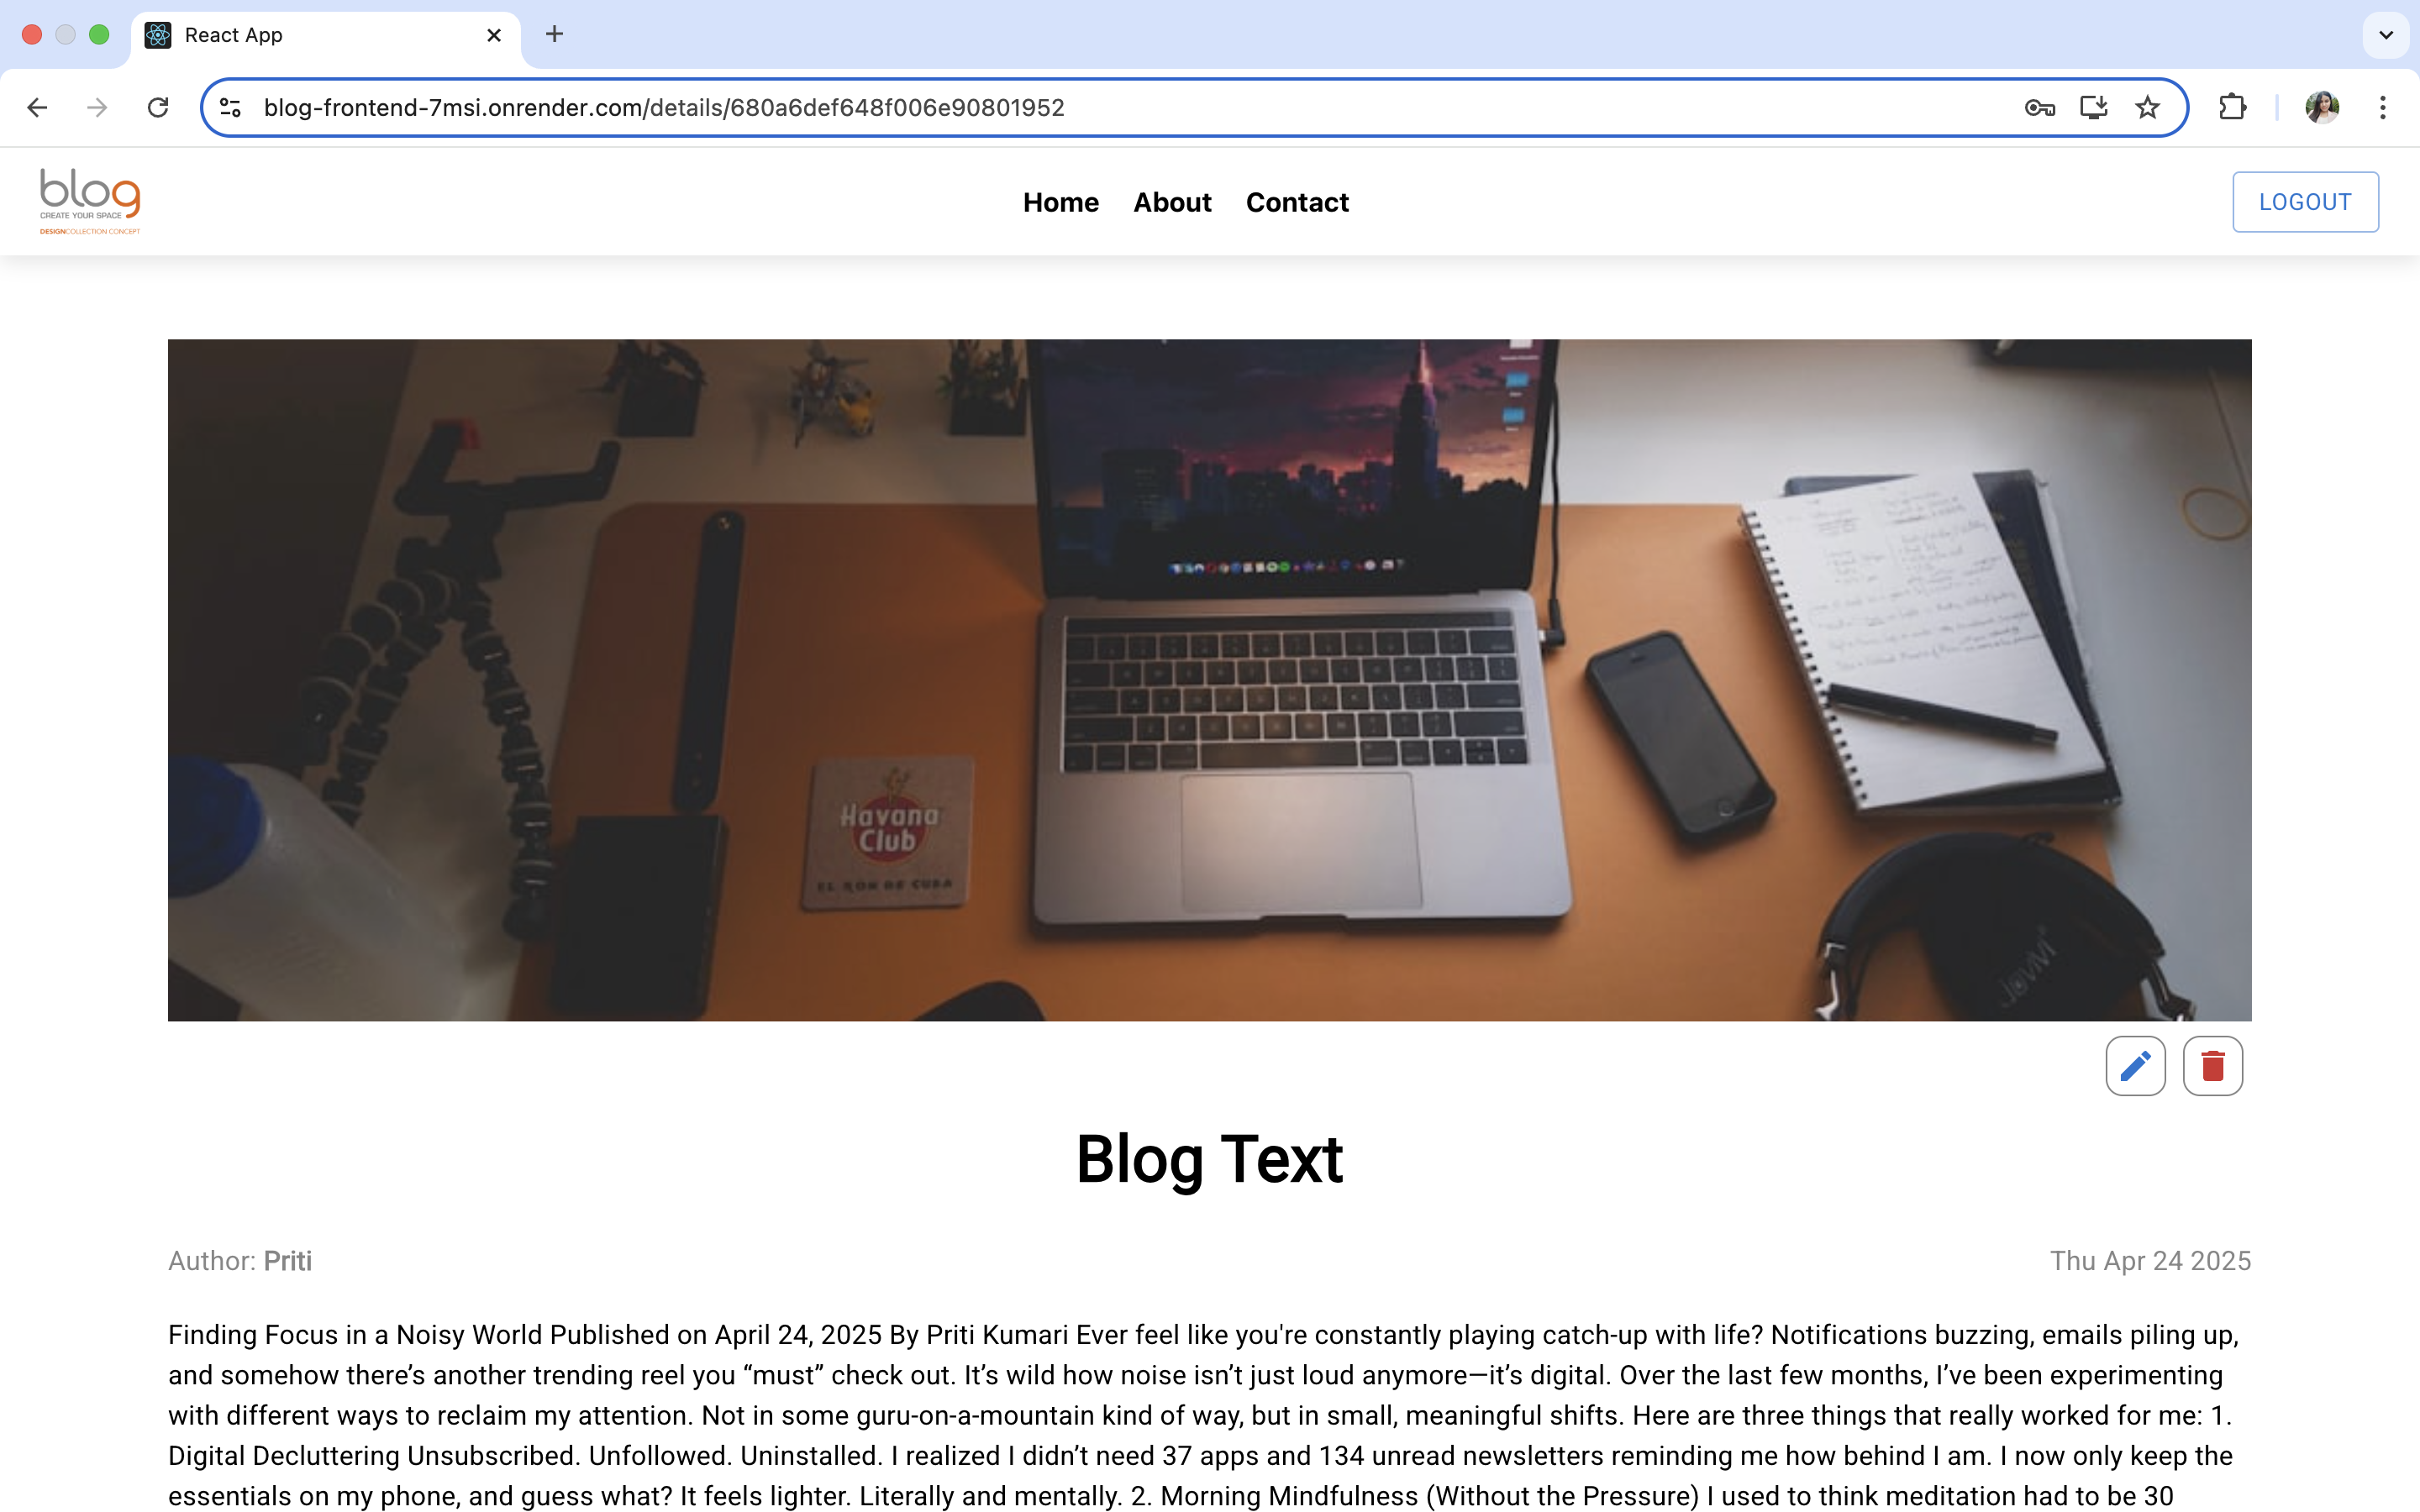 React App
blog-frontend-7msi.onrender.com/details/680a6def648f006e90801952
blog
CREATE YOUR SPACE
DESIGNCOLLECTION CONCEPT
Home About Contact
LOGOUT
Havana
Club
EL RON DE CUBA
Blog Text
Author: Priti
Thu Apr 24 2025
Finding Focus in a Noisy World Published on April 24, 2025 By Priti Kumari Ever feel like you're constantly playing catch-up with life? Notifications buzzing, emails piling up,
and somehow there’s another trending reel you “must” check out. It’s wild how noise isn’t just loud anymore—it’s digital. Over the last few months, I’ve been experimenting
with different ways to reclaim my attention. Not in some guru-on-a-mountain kind of way, but in small, meaningful shifts. Here are three things that really worked for me: 1.
Digital Decluttering Unsubscribed. Unfollowed. Uninstalled. I realized I didn’t need 37 apps and 134 unread newsletters reminding me how behind I am. I now only keep the
essentials on my phone, and guess what? It feels lighter. Literally and mentally. 2. Morning Mindfulness (Without the Pressure) I used to think meditation had to be 30